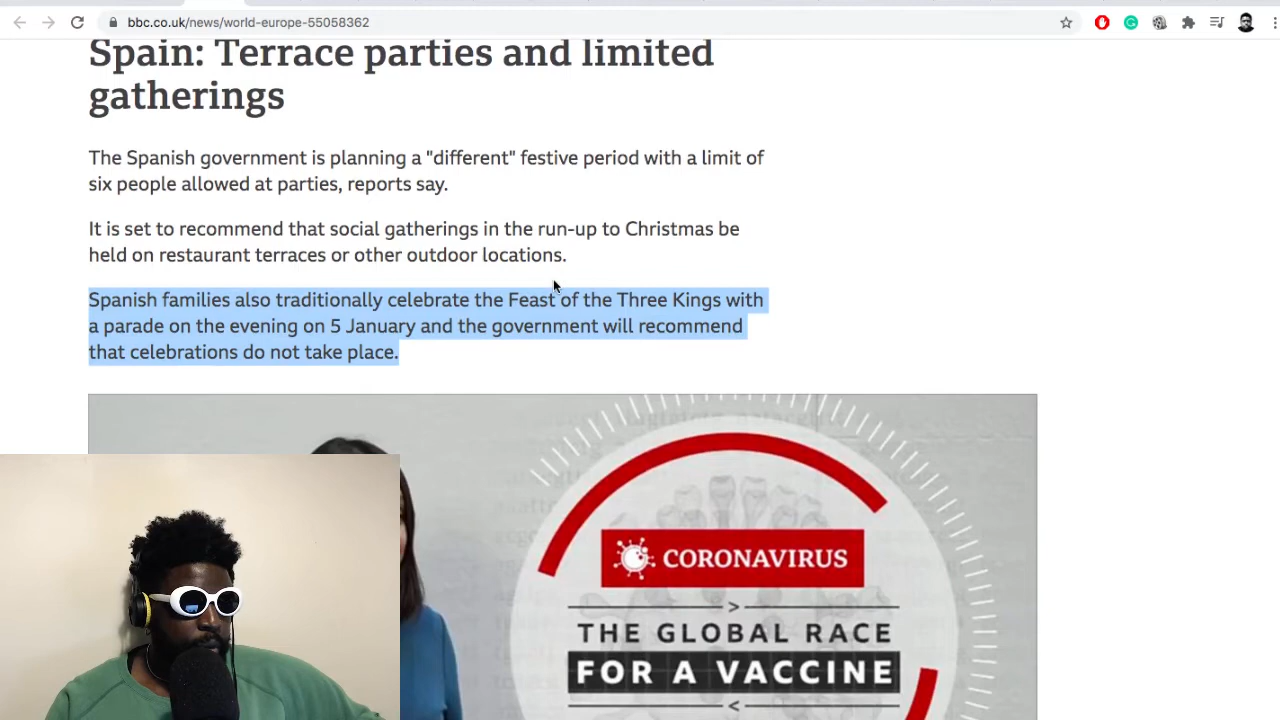 bbc.co.uk/news/world-europe-55058362
Spain: Terrace parties and limited
gatherings
The Spanish government is planning a "different" festive period with a limit of
six people allowed at parties, reports say.
It is set to recommend that social gatherings in the run-up to Christmas be
held on restaurant terraces or other outdoor locations.
Spanish families also traditionally celebrate the Feast of the Three Kings with
a parade on the evening on 5 January and the government will recommend
that celebrations do not take place.
CORONAVIRUS
THE GLOBAL RACE
FOR A VACCINE